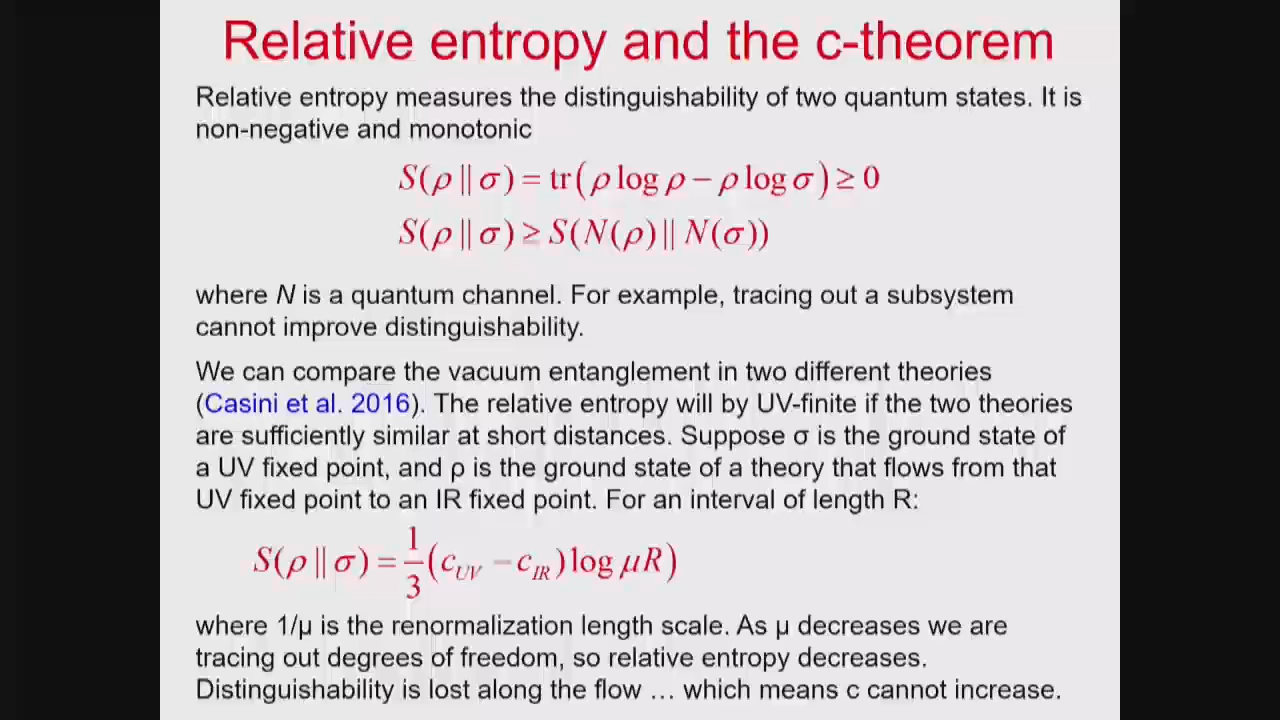 Relative entropy and the c-theorem
Relative entropy measures the distinguishability of two quantum states. It is
non-negative and monotonic
S(ρ || σ) = tr(ρ log ρ − ρ log σ) ≥ 0
S(ρ || σ) ≥ S(N(ρ) || N(σ))
where N is a quantum channel. For example, tracing out a subsystem
cannot improve distinguishability.
We can compare the vacuum entanglement in two different theories
(Casini et al. 2016). The relative entropy will by UV-finite if the two theories
are sufficiently similar at short distances. Suppose σ is the ground state of
a UV fixed point, and ρ is the ground state of a theory that flows from that
UV fixed point to an IR fixed point. For an interval of length R:
S(ρ || σ) = 1/3 (c_UV − c_IR) log μR)
where 1/μ is the renormalization length scale. As μ decreases we are
tracing out degrees of freedom, so relative entropy decreases.
Distinguishability is lost along the flow … which means c cannot increase.